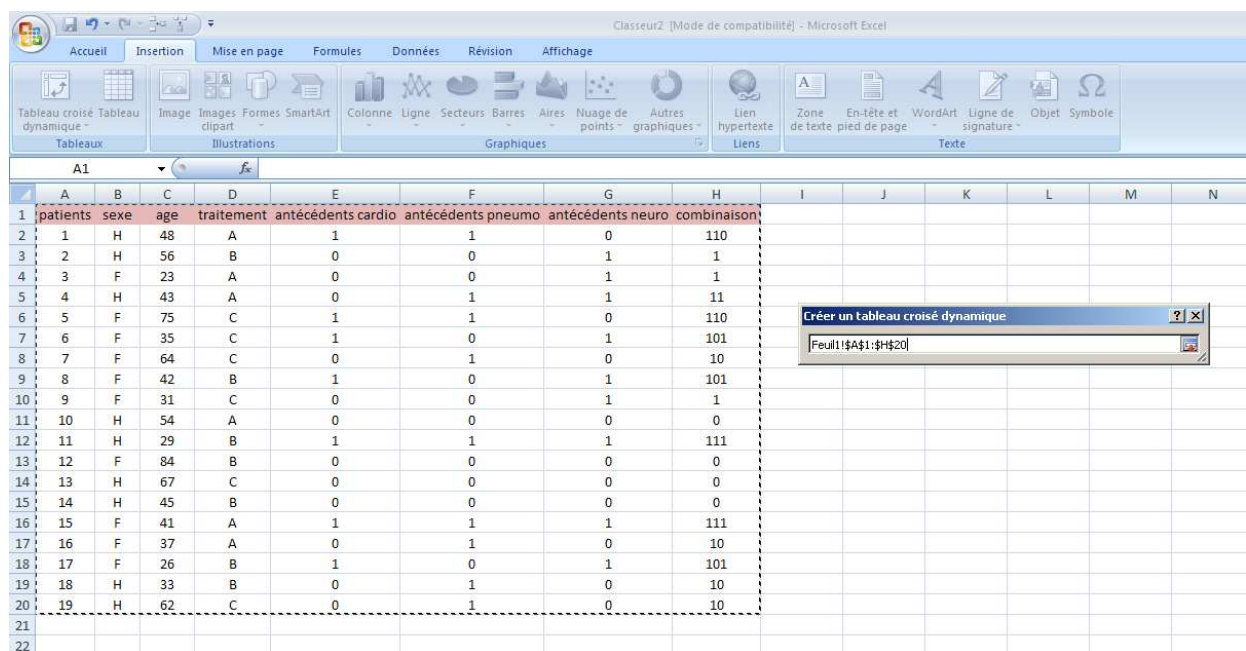 Classeur2 [Mode de compatibilité] - Microsoft Excel
Accueil Insertion Mise en page Formules Données Révision Affichage
Tableau croisé dynamique Tableau Image Images clipart Formes SmartArt Colonne Ligne Secteurs Barres Aires Nuage de points Autres graphiques Lien hypertexte Zone de texte En-tête et pied de page WordArt Ligne de signature Objet Symbole
Tableaux Illustrations Graphiques Liens Texte
A1 fx
A B C D E F G H I J K L M N
1 patients sexe age traitement antécédents cardio antécédents pneumo antécédents neuro combinaison
2 1 H 48 A 1 1 0 110
3 2 H 56 B 0 0 1 1
4 3 F 23 A 0 0 1 1
5 4 H 43 A 0 1 1 11
6 5 F 75 C 1 1 0 110
7 6 F 35 C 1 0 1 101
8 7 F 64 C 0 1 0 10
9 8 F 42 B 1 0 1 101
10 9 F 31 C 0 0 1 1
11 10 H 54 A 0 0 0 0
12 11 H 29 B 1 1 1 111
13 12 F 84 B 0 0 0 0
14 13 H 67 C 0 0 0 0
15 14 H 45 B 0 0 0 0
16 15 F 41 A 1 1 1 111
17 16 F 37 A 0 1 0 10
18 17 F 26 B 1 0 1 101
19 18 H 33 B 0 1 0 10
20 19 H 62 C 0 1 0 10
21
22
Créer un tableau croisé dynamique
Feuil1!$A$1:$H$20